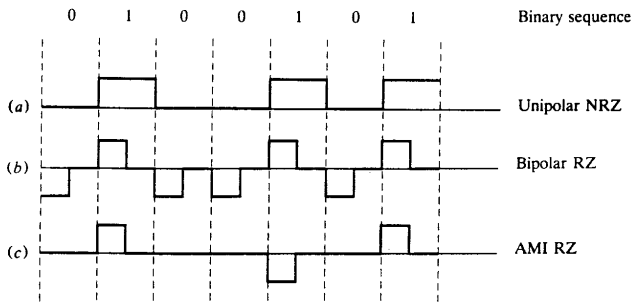 0 1 0 0 1 0 1 Binary sequence
(a) Unipolar NRZ
(b) Bipolar RZ
(c) AMI RZ